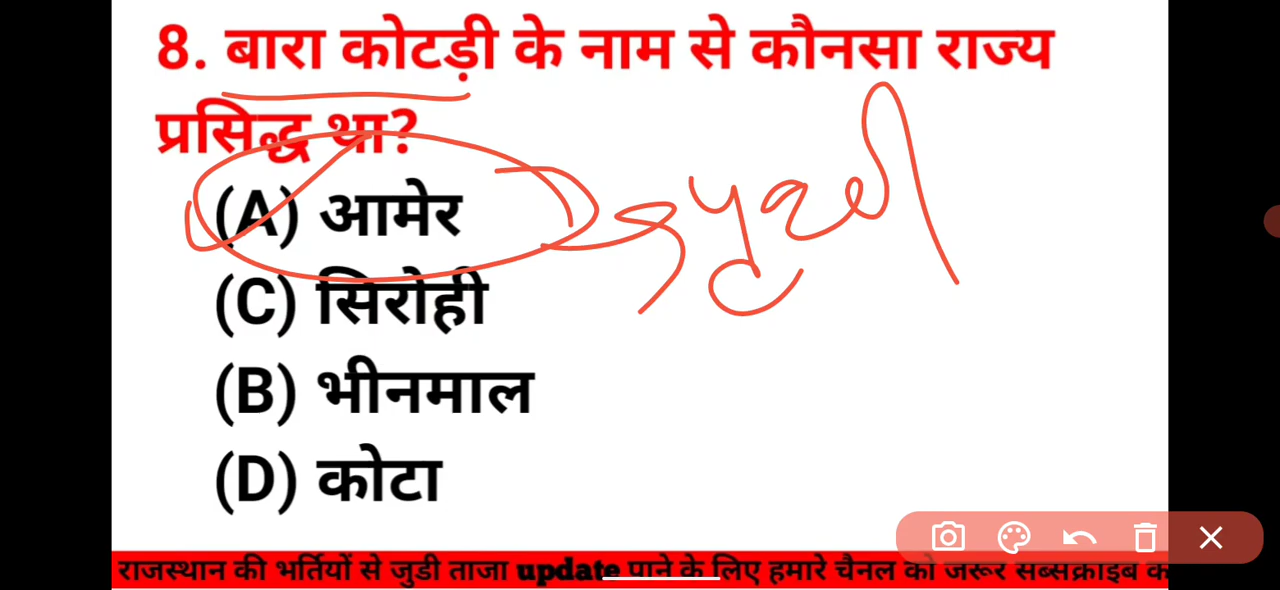 8. बारा कोटड़ी के नाम से कौनसा राज्य
प्रसिद्ध था?
(A) आमेर
(C) सिरोही
(B) भीनमाल
(D) कोटा
राजस्थान की भर्तियों से जुडी ताजा update पाने के लिए हमारे चैनल को जरूर सब्सक्राइब क